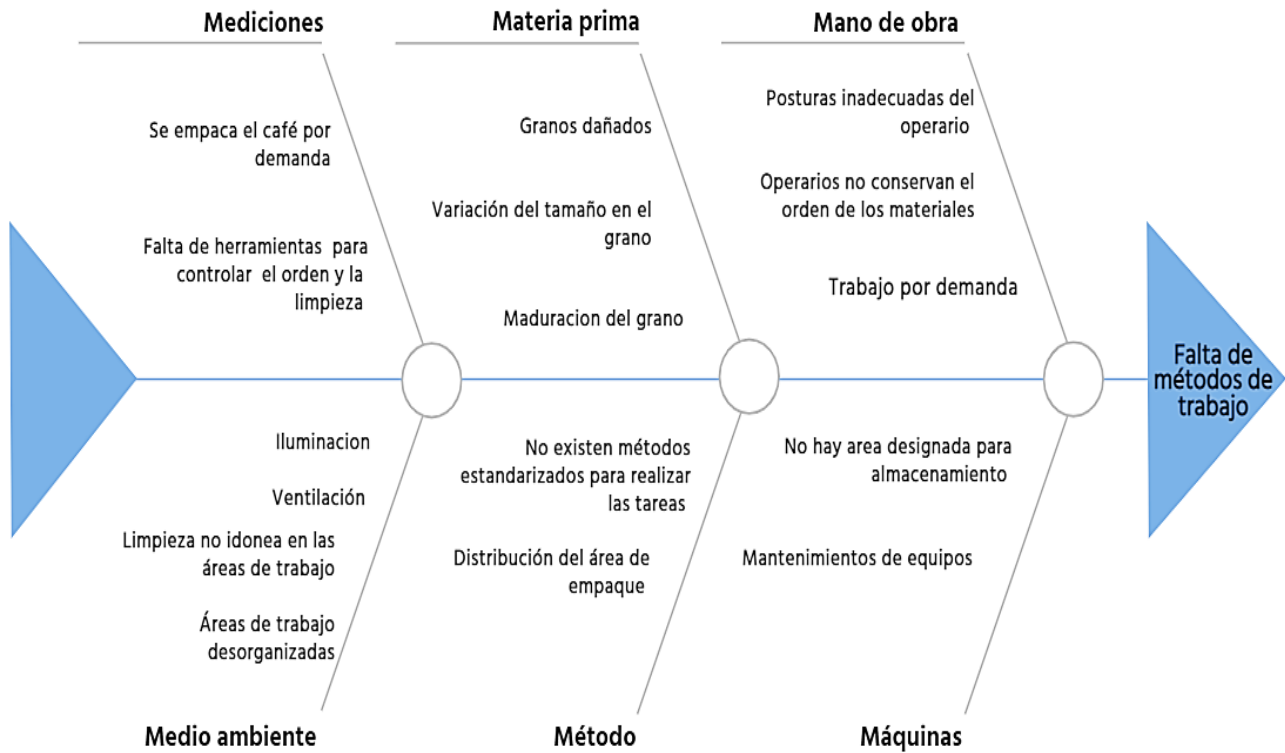 Mediciones
Se empaca el café por
demanda
Falta de herramientas para
controlar el orden y la
limpieza
Materia prima
Granos dañados
Variación del tamaño en el
grano
Maduracion del grano
Mano de obra
Posturas inadecuadas del
operario
Operarios no conservan el
orden de los materiales
Trabajo por demanda
Falta de
métodos de
trabajo
Iluminacion
Ventilación
Limpieza no idonea en las
áreas de trabajo
Áreas de trabajo
desorganizadas
Medio ambiente
No existen métodos
estandarizados para realizar
las tareas
Distribución del área de
empaque
Método
No hay area designada para
almacenamiento
Mantenimientos de equipos
Máquinas